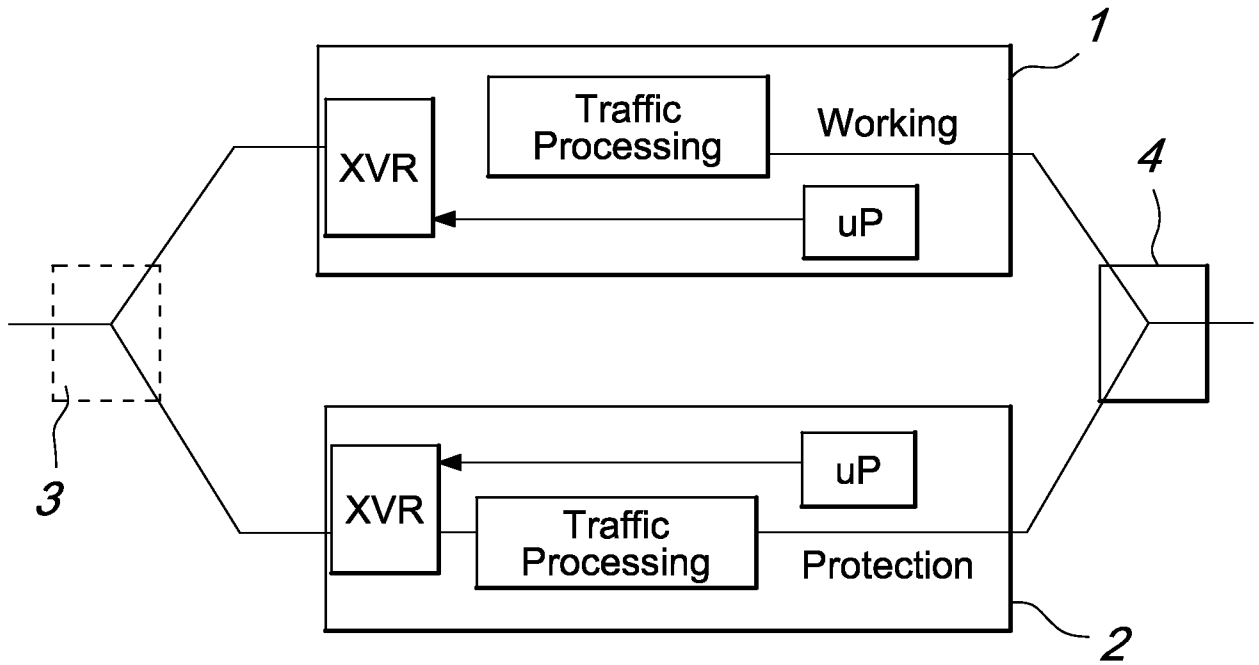 1
Traffic
Processing
Working
XVR
uP
4
3
uP
XVR
Traffic
Processing
Protection
2